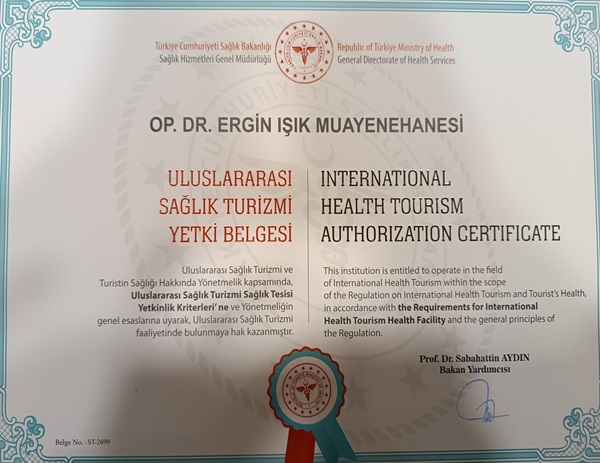 Türkiye Cumhuriyeti Sağlık Bakanlığı
Sağlık Hizmetleri Genel Müdürlüğü
Republic of Türkiye Ministry of Health
General Directorate of Health Services
OP. DR. ERGİN IŞIK MUAYENEHANESİ
ULUSLARARASI
SAĞLIK TURİZMİ
YETKİ BELGESİ
INTERNATIONAL
HEALTH TOURISM
AUTHORIZATION CERTIFICATE
Uluslararası Sağlık Turizmi ve
Turistin Sağlığı Hakkında Yönetmelik kapsamında,
Uluslararası Sağlık Turizmi Sağlık Tesisi
Yetkinlik Kriterleri'ne ve Yönetmeliğin
genel esaslarına uyarak, Uluslararası Sağlık Turizmi
faaliyetinde bulunmaya hak kazanmıştır.
This institution is entitled to operate in the field
of International Health Tourism within the scope
of the Regulation on International Health Tourism and Tourist's Health,
in accordance with the Requirements for International
Health Tourism Health Facility and the general principles of
the Regulation.
Prof. Dr. Sabahattin AYDIN
Bakan Yardımcısı
Belge No. : ST-2699